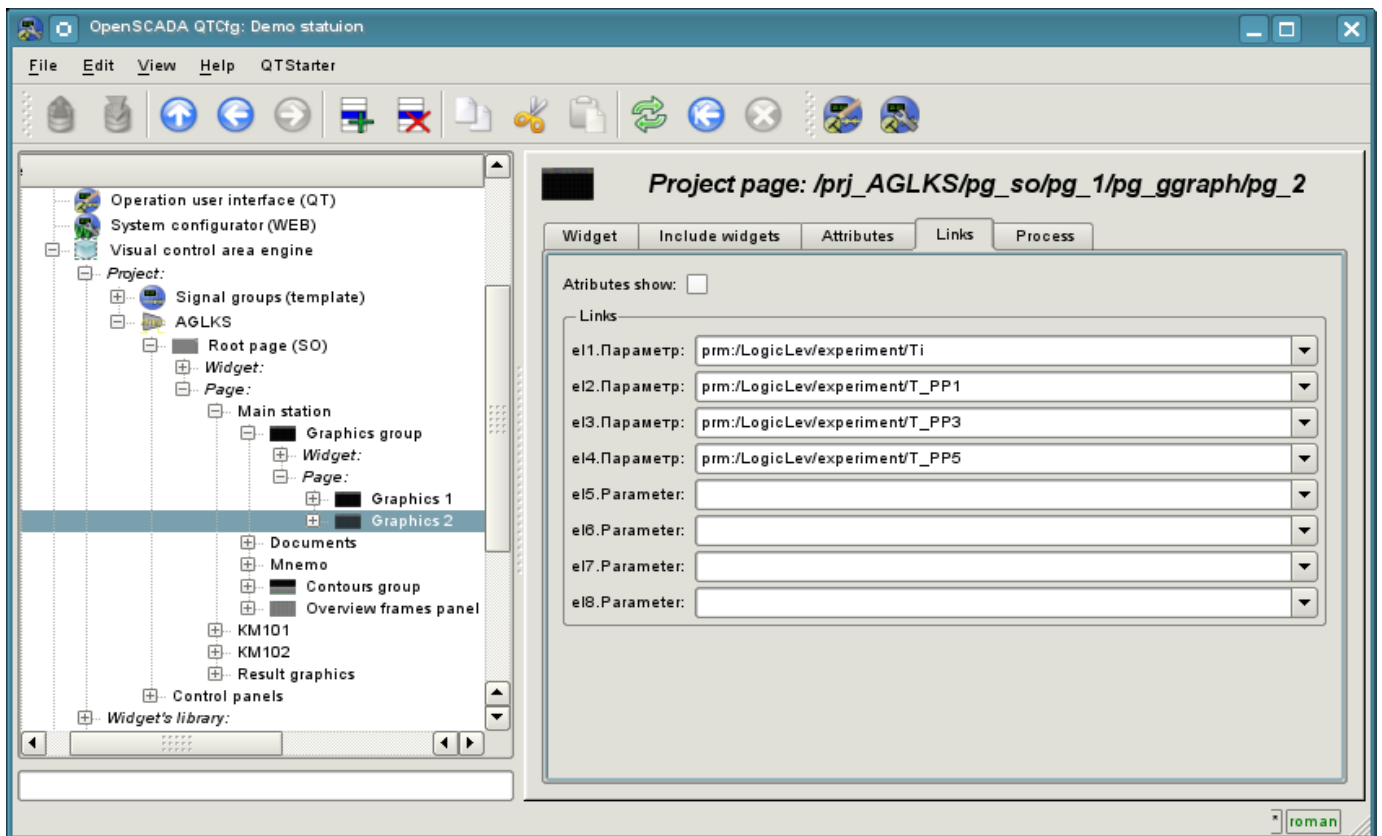 OpenSCADA QTCfg: Demo statuion
File Edit View Help QTStarter
Operation user interface (QT)
System configurator (WEB)
Visual control area engine
Project:
Signal groups (template)
AGLKS
Root page (SO)
Widget:
Page:
Main station
Graphics group
Widget:
Page:
Graphics 1
Graphics 2
Documents
Mnemo
Contours group
Overview frames panel
KM101
KM102
Result graphics
Control panels
Widget's library:
Project page: /prj_AGLKS/pg_so/pg_1/pg_ggraph/pg_2
Widget Include widgets Attributes Links Process
Atributes show:
Links
el1.Параметр: prm:/LogicLev/experiment/Ti
el2.Параметр: prm:/LogicLev/experiment/T_PP1
el3.Параметр: prm:/LogicLev/experiment/T_PP3
el4.Параметр: prm:/LogicLev/experiment/T_PP5
el5.Parameter:
el6.Parameter:
el7.Parameter:
el8.Parameter:
* roman